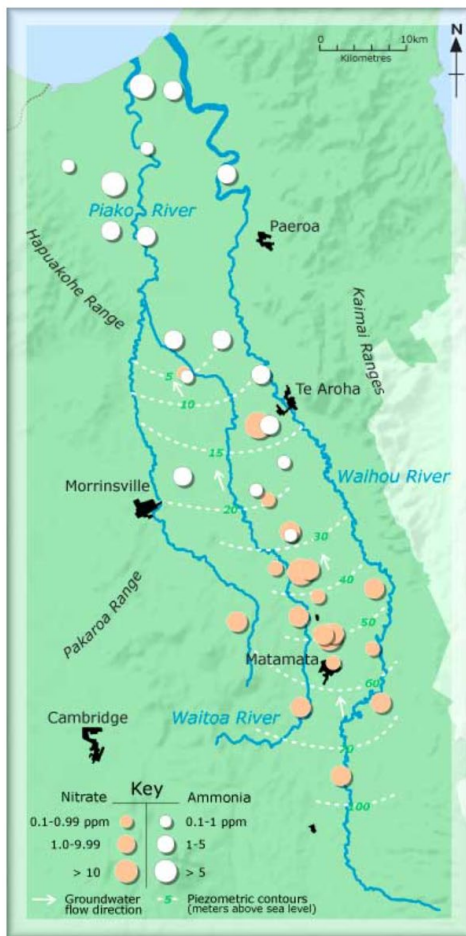 N
0 10km
Kilometres
Piako River
Paeroa
Hapuakohe Range
Kaimai Ranges
5
10
Te Aroha
15
Waihou River
Morrinsville
20
30
40
Pakaroa Range
50
Matamata
60
Cambridge
Waitoa River
70
100
Key
Nitrate Ammonia
0.1-0.99 ppm 0.1-1 ppm
1.0-9.99 1-5
> 10 > 5
Groundwater flow direction
5 Piezometric contours
(meters above sea level)